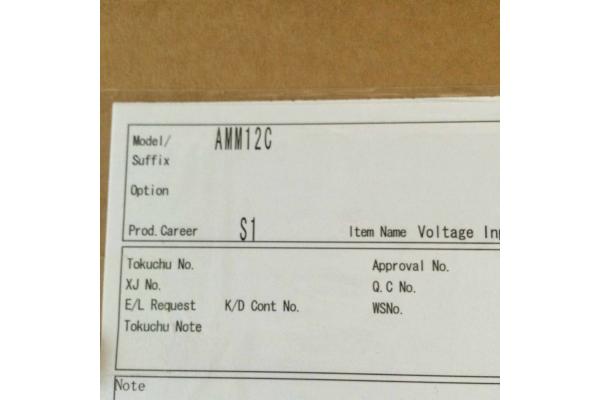 Model/ AMM12C
Suffix
Option
Prod. Career S1 Item Name Voltage
Tokuchu No. Approval No.
XJ No. Q.C No.
E/L Request K/D Cont No. WSNo.
Tokuchu Note
Note